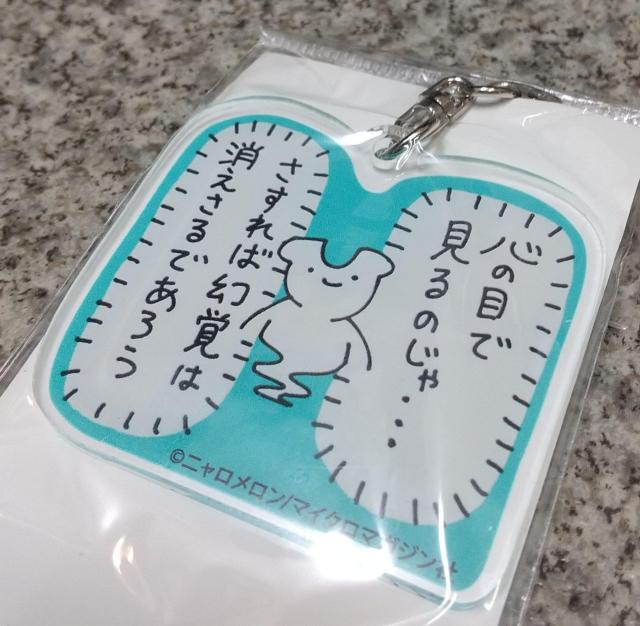 心の目で
見るのじゃ・・・
さすれば幻覚は
消えさるであろう
©ニャロメロン/マイクロマガジン社